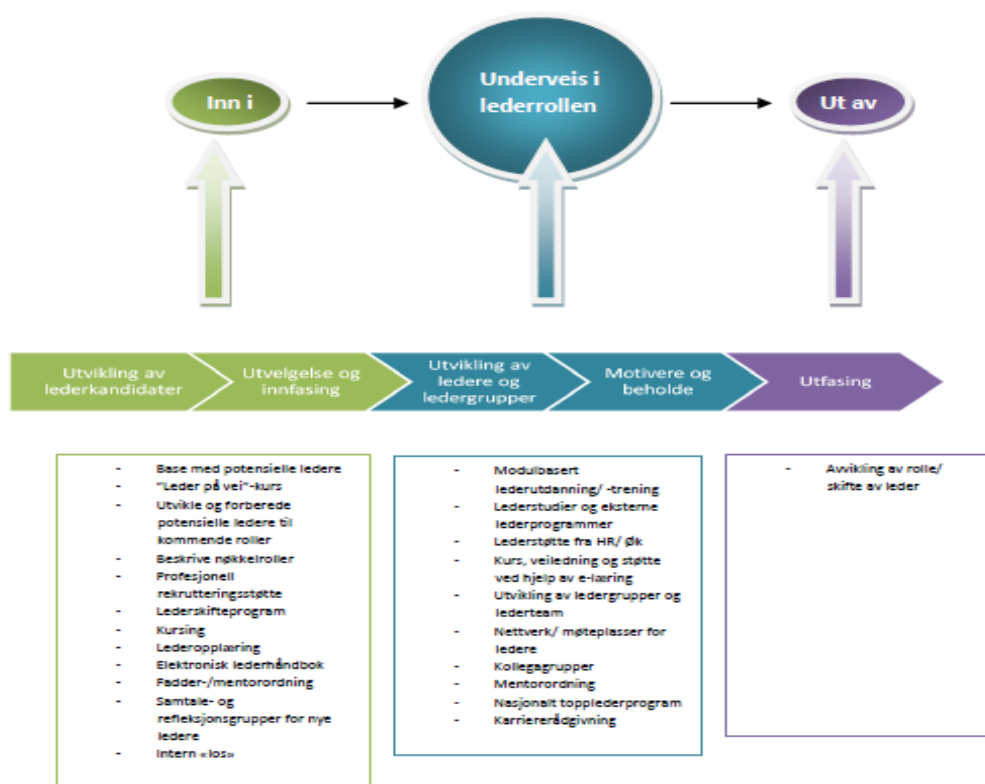 Inn i
Underveis i
lederrollen
Ut av
Utvikling av
lederkandidater
Utvelgelse og
innfasing
Utvikling av
ledere og
ledergrupper
Motivere og
beholde
Utfasing
- Base med potensielle ledere
- "Leder på vei"-kurs
- Utvikle og forberede
potensielle ledere til
kommende roller
- Beskrive nøkkelroller
- Profesjonell
rekrutteringsstøtte
- Lederskifteprogram
- Kursing
- Lederopplæring
- Elektronisk lederhåndbok
- Fadder-/mentorordning
- Samtale- og
refleksjonsgrupper for nye
ledere
- Intern «los»
- Modulbasert
lederutdanning/ -trening
- Lederstudier og eksterne
lederprogrammer
- Lederstøtte fra HR/ Øk
- Kurs, veiledning og støtte
ved hjelp av e-læring
- Utvikling av ledergrupper og
lederteam
- Nettverk/ møteplasser for
ledere
- Kollegagrupper
- Mentorordning
- Nasjonalt topplederprogram
- Karriererådgivning
- Avvikling av rolle/
skifte av leder